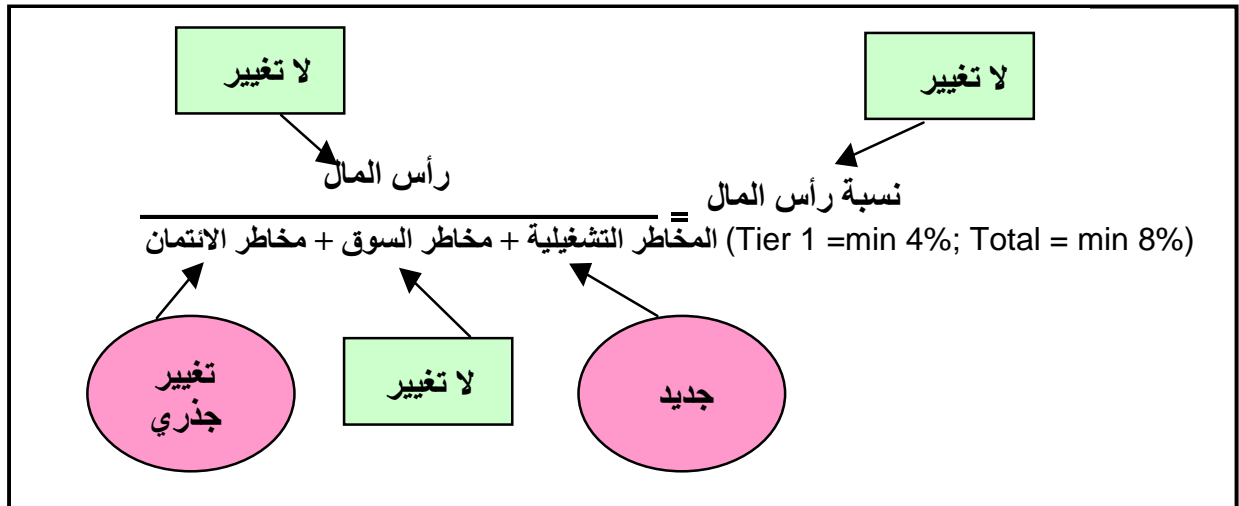 لا تغيير
لا تغيير
رأس المال
= نسبة رأس المال
المخاطر التشغيلية + مخاطر السوق + مخاطر الائتمان (Tier 1 =min 4%; Total = min 8%)
تغيير
جذري
لا تغيير
جديد